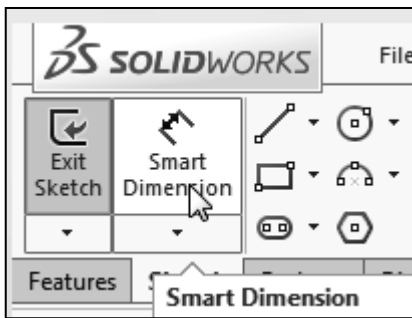 SOLIDWORKS
File
Exit
Sketch
Smart
Dimension
Features
Smart Dimension